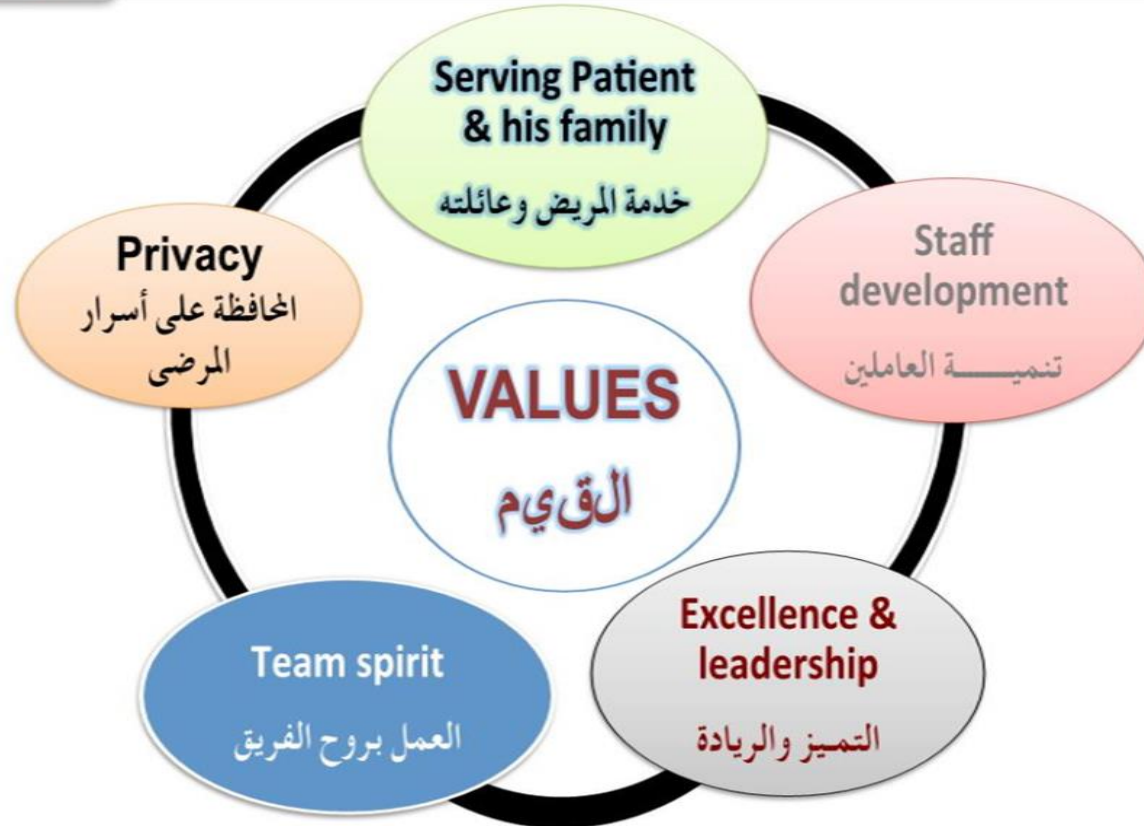 Serving Patient
& his family
خدمة المريض وعائلته
Staff
development
تنميـــــة العاملين
Excellence &
leadership
التميز والريادة
Team spirit
العمل بروح الفريق
Privacy
المحافظة على أسرار
المرضى
VALUES
القيم